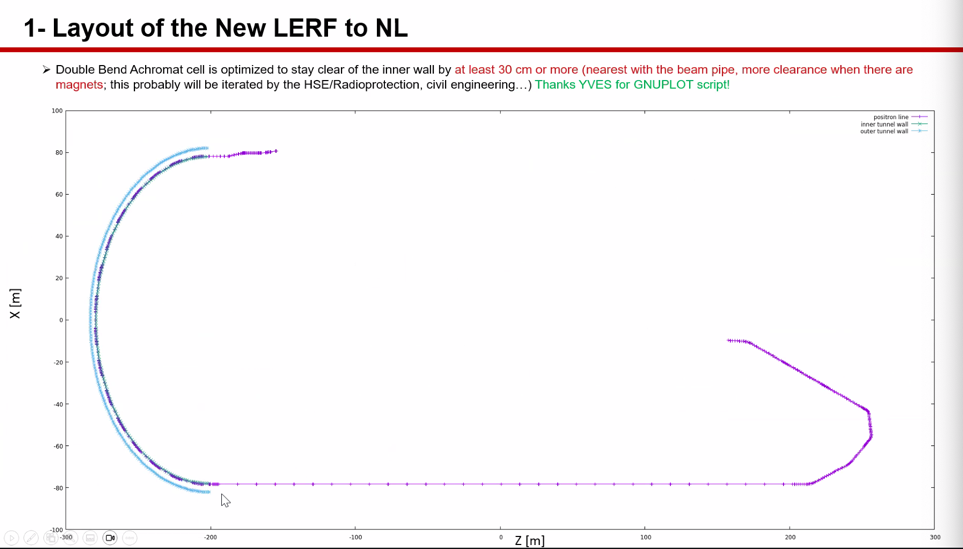 1- Layout of the New LERF to NL
➢ Double Bend Achromat cell is optimized to stay clear of the inner wall by at least 30 cm or more (nearest with the beam pipe, more clearance when there are
magnets; this probably will be iterated by the HSE/Radioprotection, civil engineering…) Thanks YVES for GNUPLOT script!
positron line
inner tunnel wall
outer tunnel wall
100
80
60
40
20
0
-20
-40
-60
-80
-100
X [m]
-300
-200
-100
0
100
200
300
Z [m]